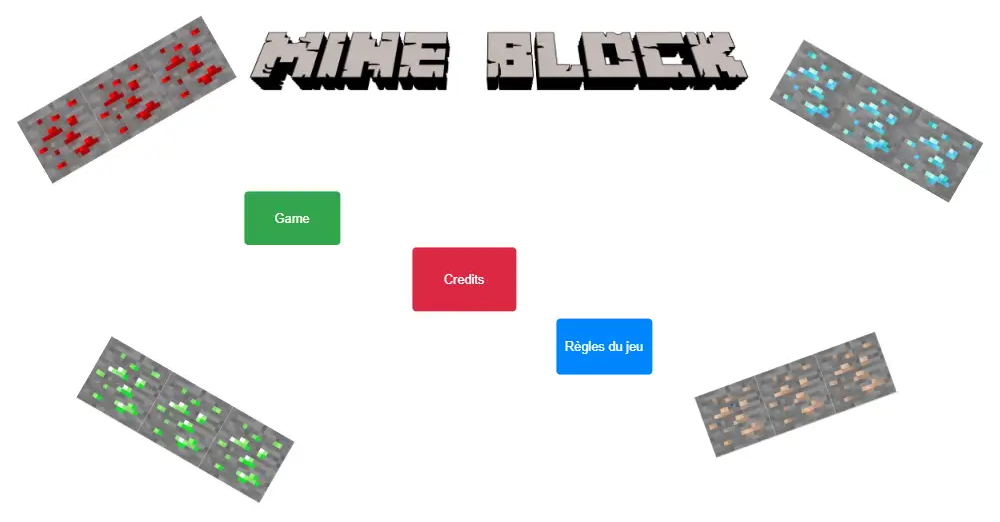 MINE BLOCK
Game
Credits
Règles du jeu